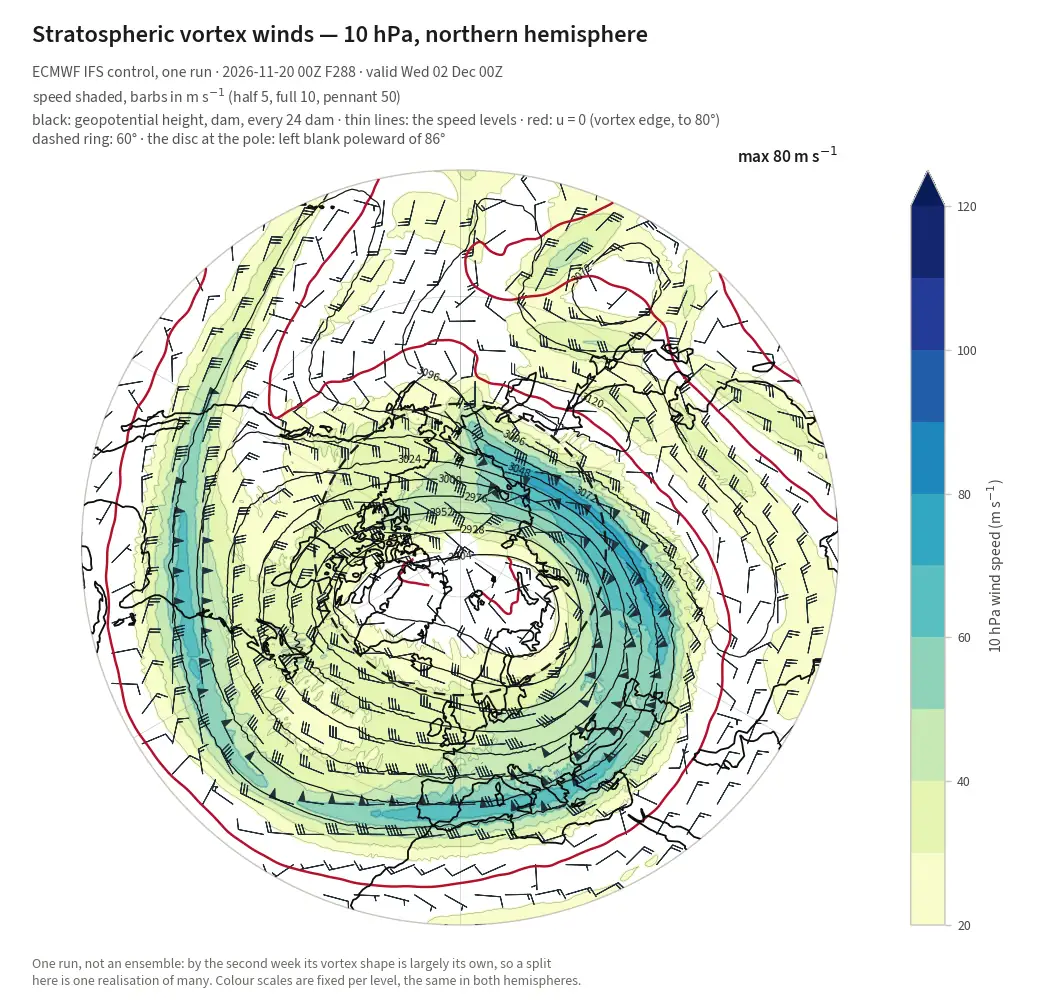 Stratospheric vortex winds — 10 hPa, northern hemisphere
ECMWF IFS control, one run · 2026-11-20 00Z F288 · valid Wed 02 Dec 00Z
speed shaded, barbs in m s−1 (half 5, full 10, pennant 50)
black: geopotential height, dam, every 24 dam · thin lines: the speed levels · red: u = 0 (vortex edge, to 80°)
dashed ring: 60° · the disc at the pole: left blank poleward of 86°
max 80 m s−1
120
100
80
60
40
20
10 hPa wind speed (m s−1)
3096
3120
3096
3024
3048
3000
3072
2976
2952
2928
2904
One run, not an ensemble: by the second week its vortex shape is largely its own, so a split
here is one realisation of many. Colour scales are fixed per level, the same in both hemispheres.